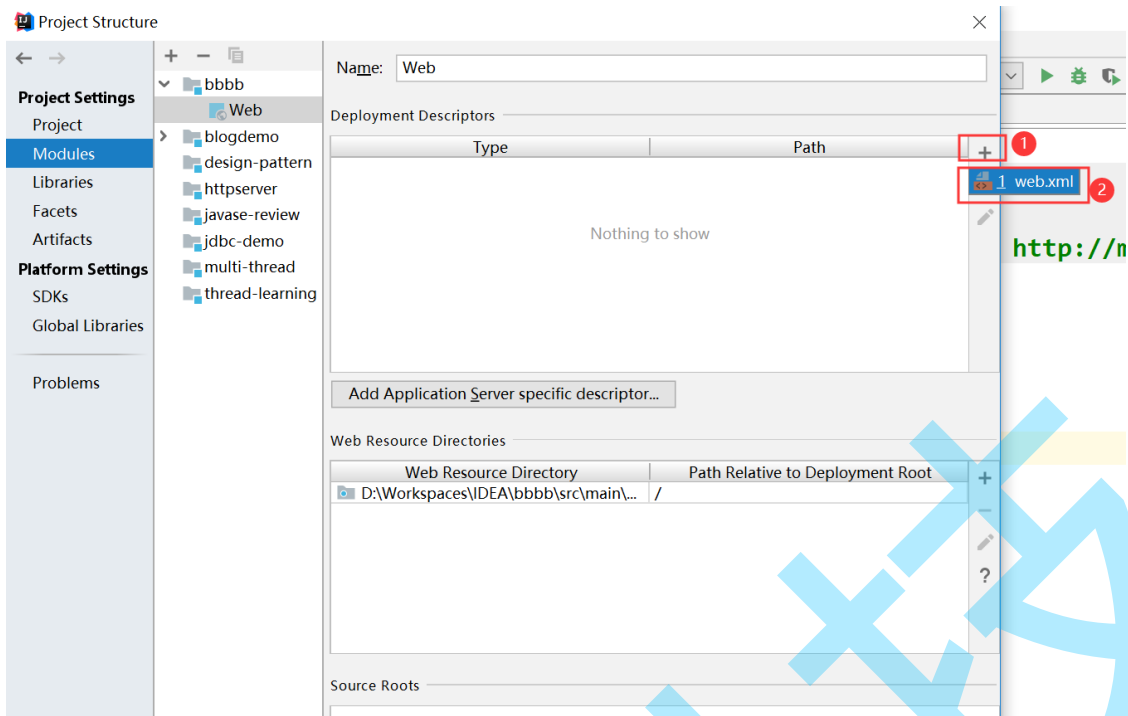 Project Structure
Project Settings
Project
Modules
Libraries
Facets
Artifacts
Platform Settings
SDKs
Global Libraries
Problems
bbbb
Web
blogdemo
design-pattern
httpserver
javase-review
jdbc-demo
multi-thread
thread-learning
Name: Web
Deployment Descriptors
Type Path
1
1 web.xml
2
Nothing to show
Add Application Server specific descriptor...
Web Resource Directories
Web Resource Directory Path Relative to Deployment Root
D:\Workspaces\IDEA\bbbb\src\main\... /
?
Source Roots
http://m